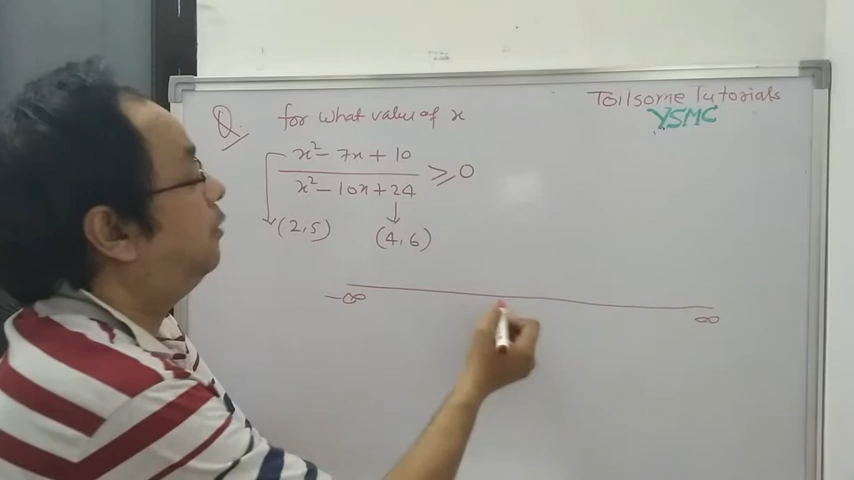 Toilsome Tutorials
YSMC
Q, for what value of x
x² - 7x + 10
x² - 10x + 24 ≥ 0
(2,5) (4,6)
-∞ ∞